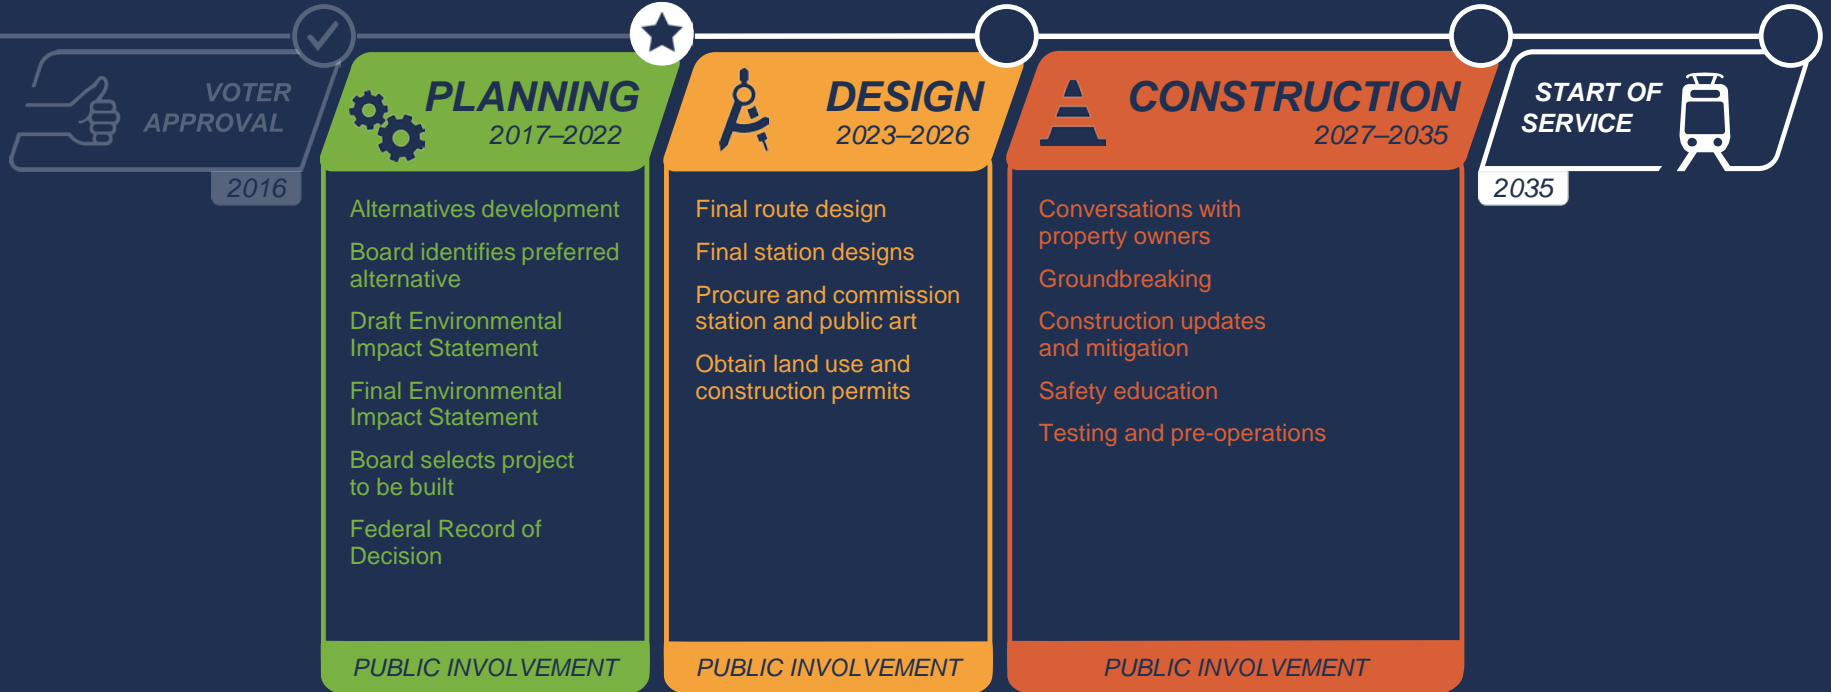 VOTER
APPROVAL
2016
PLANNING
2017–2022
Alternatives development
Board identifies preferred
alternative
Draft Environmental
Impact Statement
Final Environmental
Impact Statement
Board selects project
to be built
Federal Record of
Decision
PUBLIC INVOLVEMENT
DESIGN
2023–2026
Final route design
Final station designs
Procure and commission
station and public art
Obtain land use and
construction permits
PUBLIC INVOLVEMENT
CONSTRUCTION
2027–2035
Conversations with
property owners
Groundbreaking
Construction updates
and mitigation
Safety education
Testing and pre-operations
PUBLIC INVOLVEMENT
START OF
SERVICE
2035